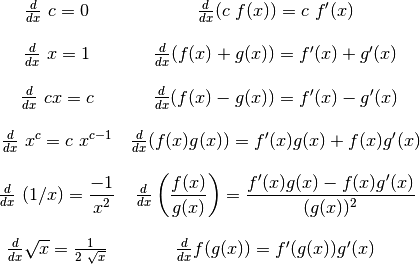 d/dx c = 0    d/dx (c f(x)) = c f′(x)
d/dx x = 1    d/dx (f(x) + g(x)) = f′(x) + g′(x)
d/dx cx = c    d/dx (f(x) − g(x)) = f′(x) − g′(x)
d/dx x^c = c x^{c−1}    d/dx (f(x)g(x)) = f′(x)g(x) + f(x)g′(x)
d/dx (1/x) = −1/x²    d/dx (f(x)/g(x)) = (f′(x)g(x) − f(x)g′(x))/(g(x))²
d/dx √x = 1/(2 √x)    d/dx f(g(x)) = f′(g(x))g′(x)